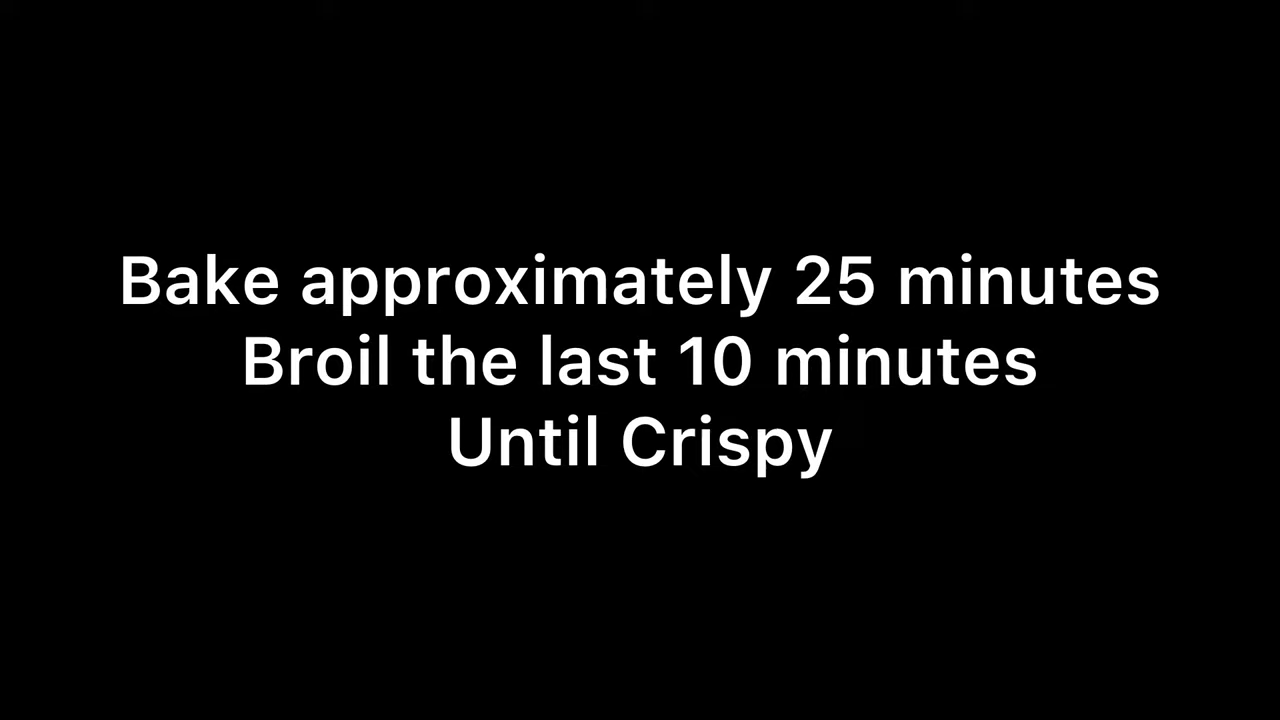 Bake approximately 25 minutes
Broil the last 10 minutes
Until Crispy